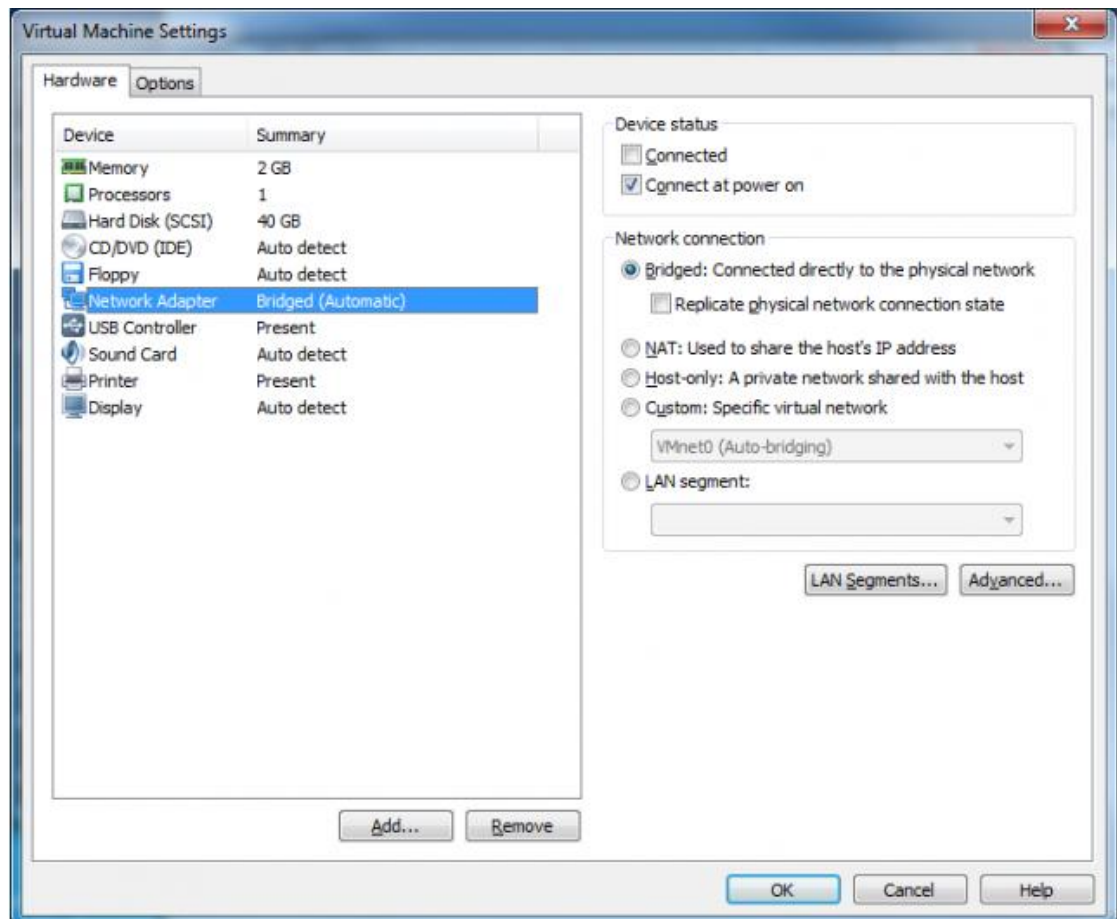 Virtual Machine Settings
Hardware Options
Device Summary
Memory 2 GB
Processors 1
Hard Disk (SCSI) 40 GB
CD/DVD (IDE) Auto detect
Floppy Auto detect
Network Adapter Bridged (Automatic)
USB Controller Present
Sound Card Auto detect
Printer Present
Display Auto detect
Add... Remove
Device status
Connected
Connect at power on
Network connection
Bridged: Connected directly to the physical network
Replicate physical network connection state
NAT: Used to share the host's IP address
Host-only: A private network shared with the host
Custom: Specific virtual network
VMnet0 (Auto-bridging)
LAN segment:
LAN Segments... Advanced...
OK Cancel Help